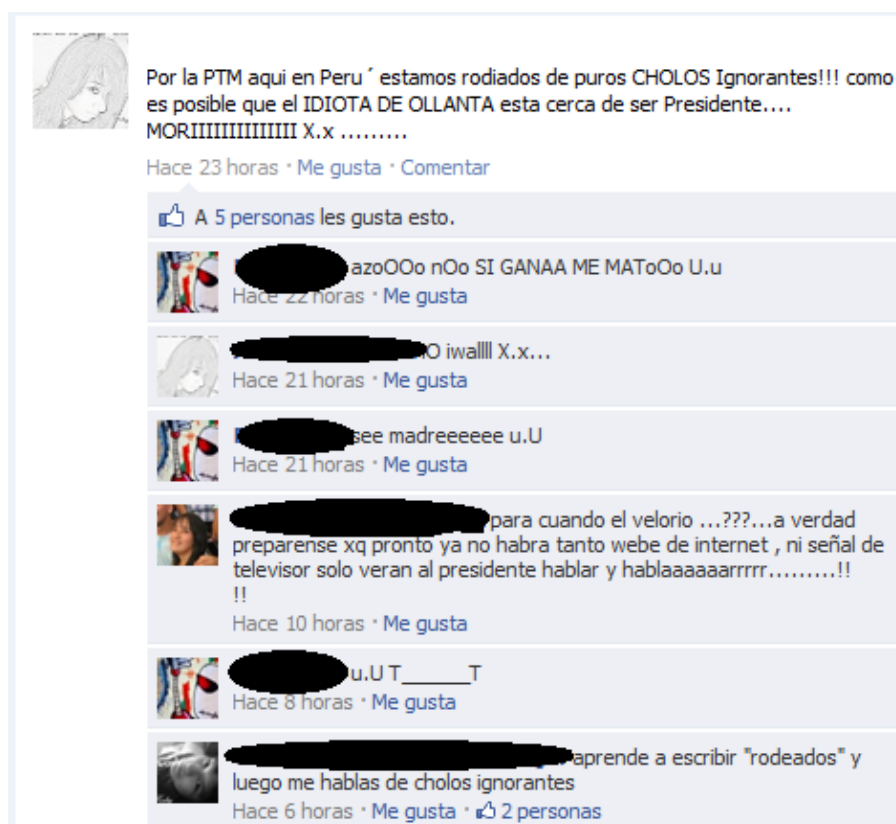 Por la PTM aqui en Peru ´ estamos rodiados de puros CHOLOS Ignorantes!!! como
es posible que el IDIOTA DE OLLANTA esta cerca de ser Presidente....
MORIIIIIIIIIIIIII X.x .........
Hace 23 horas · Me gusta · Comentar
A 5 personas les gusta esto.
azoOOo nOo SI GANAA ME MAToOo U.u
Hace 22 horas · Me gusta
iwallll X.x...
Hace 21 horas · Me gusta
see madreeeeee u.U
Hace 21 horas · Me gusta
para cuando el velorio ...???...a verdad
preparense xq pronto ya no habra tanto webe de internet , ni señal de
televisor solo veran al presidente hablar y hablaaaaaarrrrr.........!!
!!
Hace 10 horas · Me gusta
u.U T_____T
Hace 8 horas · Me gusta
aprende a escribir "rodeados" y
luego me hablas de cholos ignorantes
Hace 6 horas · Me gusta · 2 personas